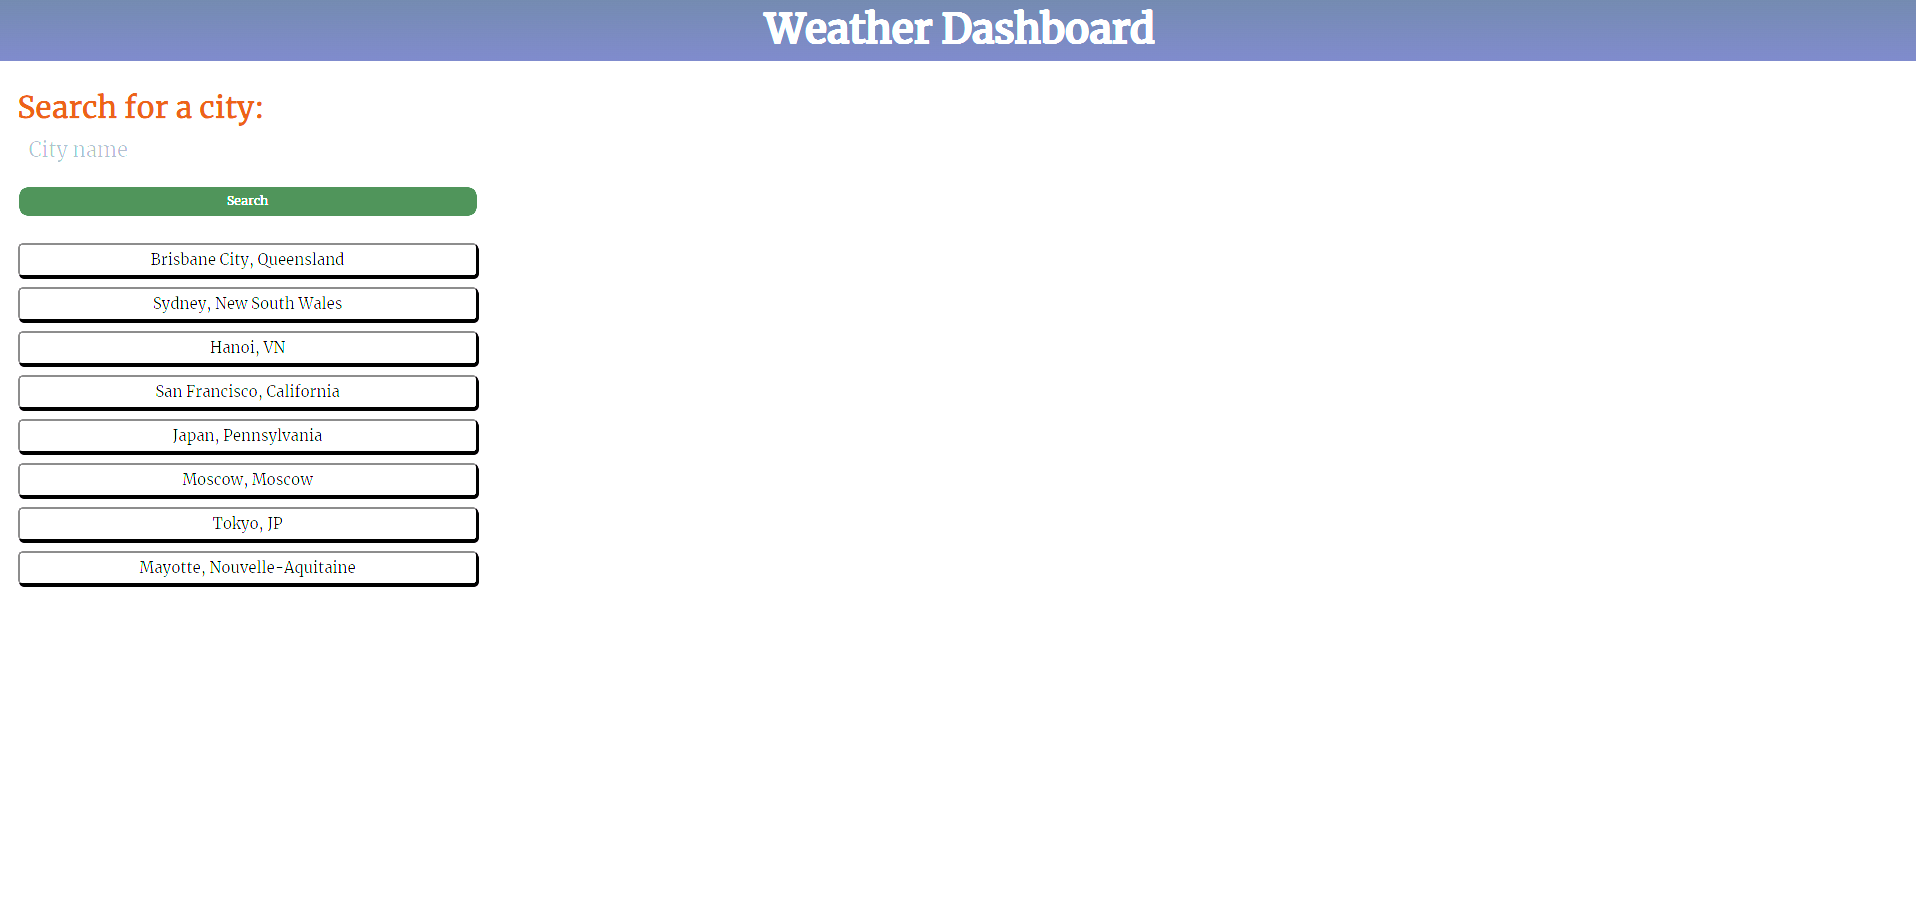 Weather Dashboard
Search for a city:
City name
Search
Brisbane City, Queensland
Sydney, New South Wales
Hanoi, VN
San Francisco, California
Japan, Pennsylvania
Moscow, Moscow
Tokyo, JP
Mayotte, Nouvelle-Aquitaine